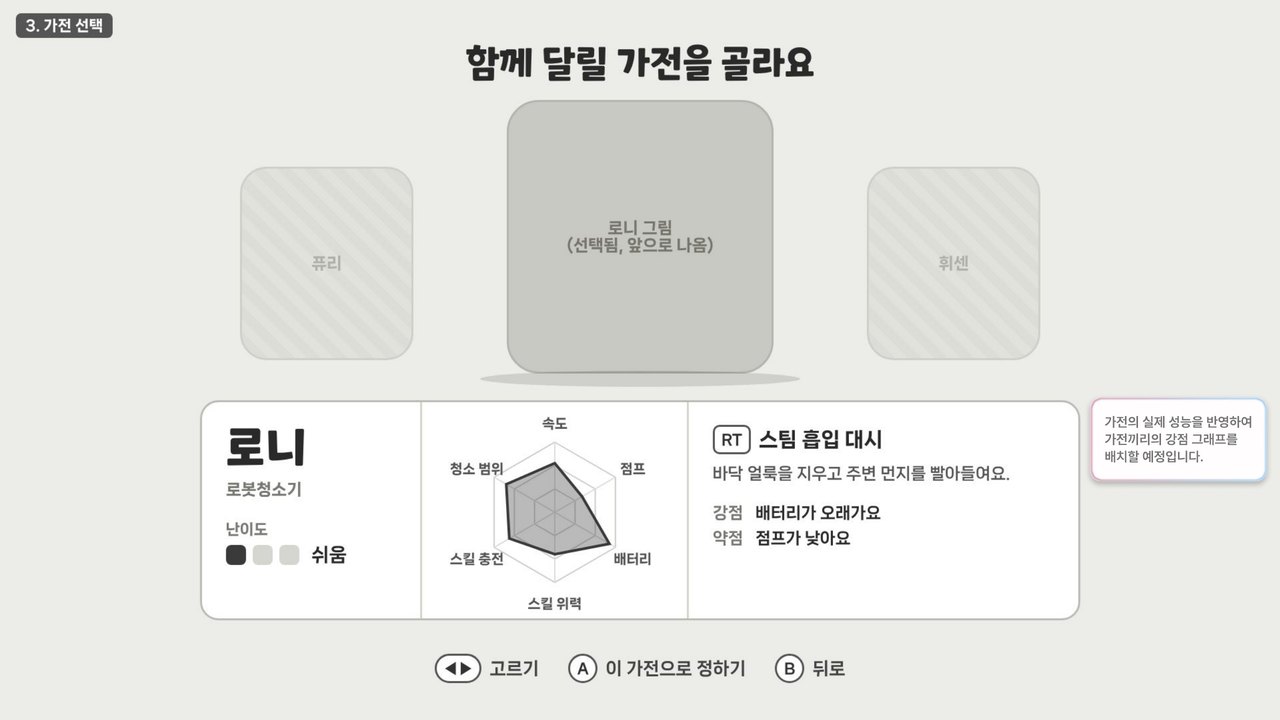 3. 가전 선택
함께 달릴 가전을 골라요
퓨리
로니 그림
(선택됨, 앞으로 나옴)
휘센
로니
로봇청소기
난이도
쉬움
속도
청소 범위
점프
스킬 충전
배터리
스킬 위력
RT 스팀 흡입 대시
바닥 얼룩을 지우고 주변 먼지를 빨아들여요.
강점 배터리가 오래가요
약점 점프가 낮아요
가전의 실제 성능을 반영하여
가전끼리의 강점 그래프를
배치할 예정입니다.
고르기 A 이 가전으로 정하기 B 뒤로